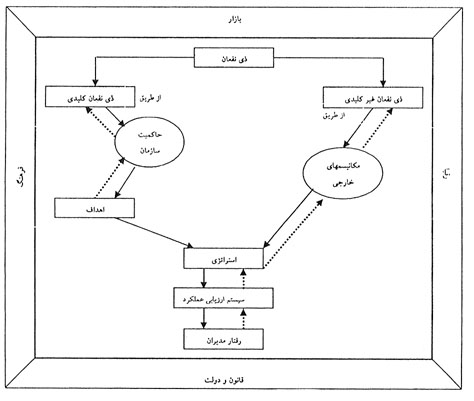 بازار
ذی نفعان
ذی نفعان غیر کلیدی
ذی نفعان کلیدی
از طریق
از طریق
حاکمیت
سازمان
مکانیسمهای
خارجی
فرهنگ
اهداف
استراتژی
سیستم ارزیابی عملکرد
رفتار مدیران
قانون و دولت